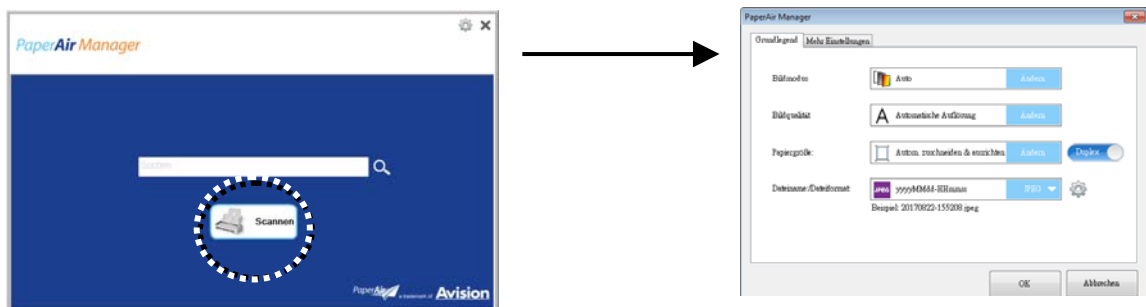 PaperAir Manager
Suchen
Scannen
PaperAir a trademark of Avision
PaperAir Manager
Grundlegend Mehr Einstellungen
Bildmodus Auto Ändern
Bildqualität Automatische Auflösung Ändern
Papiergröße: Autom. zuschneiden & ausrichten Ändern Duplex
Dateiname/Dateiformat: JPEG yyyyMMdd-HHmmss JPEG
Beispiel: 20170822-155208.jpeg
OK Abbrechen